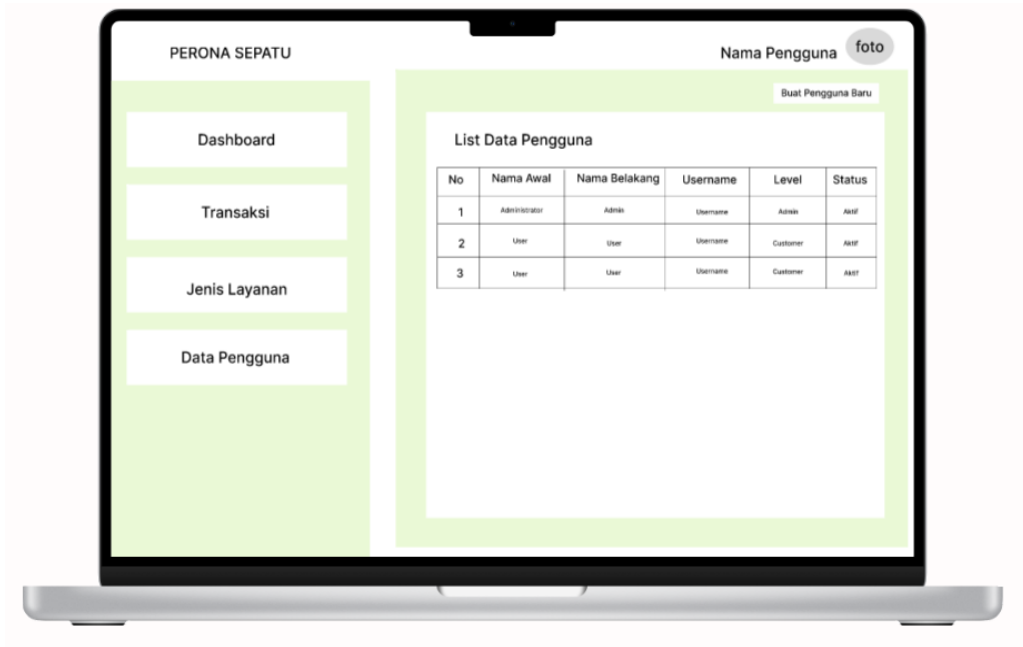 PERONA SEPATU
Nama Pengguna
foto
Dashboard
Transaksi
Jenis Layanan
Data Pengguna
Buat Pengguna Baru
List Data Pengguna
No Nama Awal Nama Belakang Username Level Status
1 Administrator Admin Username Admin Aktif
2 User User Username Customer Aktif
3 User User Username Customer Aktif